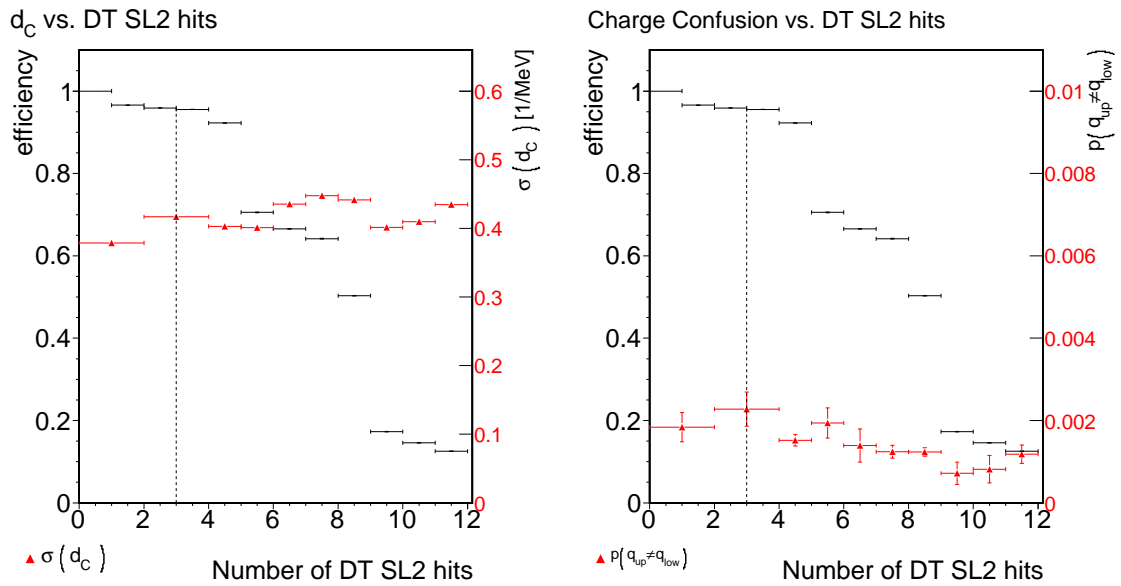 d_C vs. DT SL2 hits
efficiency
1
0.8
0.6
0.4
0.2
0
0 2 4 6 8 10 12
0.6
0.5
0.4
0.3
0.2
0.1
0
σ ( d_C ) [1/MeV]
σ ( d_C )
Number of DT SL2 hits
Charge Confusion vs. DT SL2 hits
efficiency
1
0.8
0.6
0.4
0.2
0
0 2 4 6 8 10 12
0.01
0.008
0.006
0.004
0.002
0
p( q_up≠q_low )
p( q_up≠q_low )
Number of DT SL2 hits